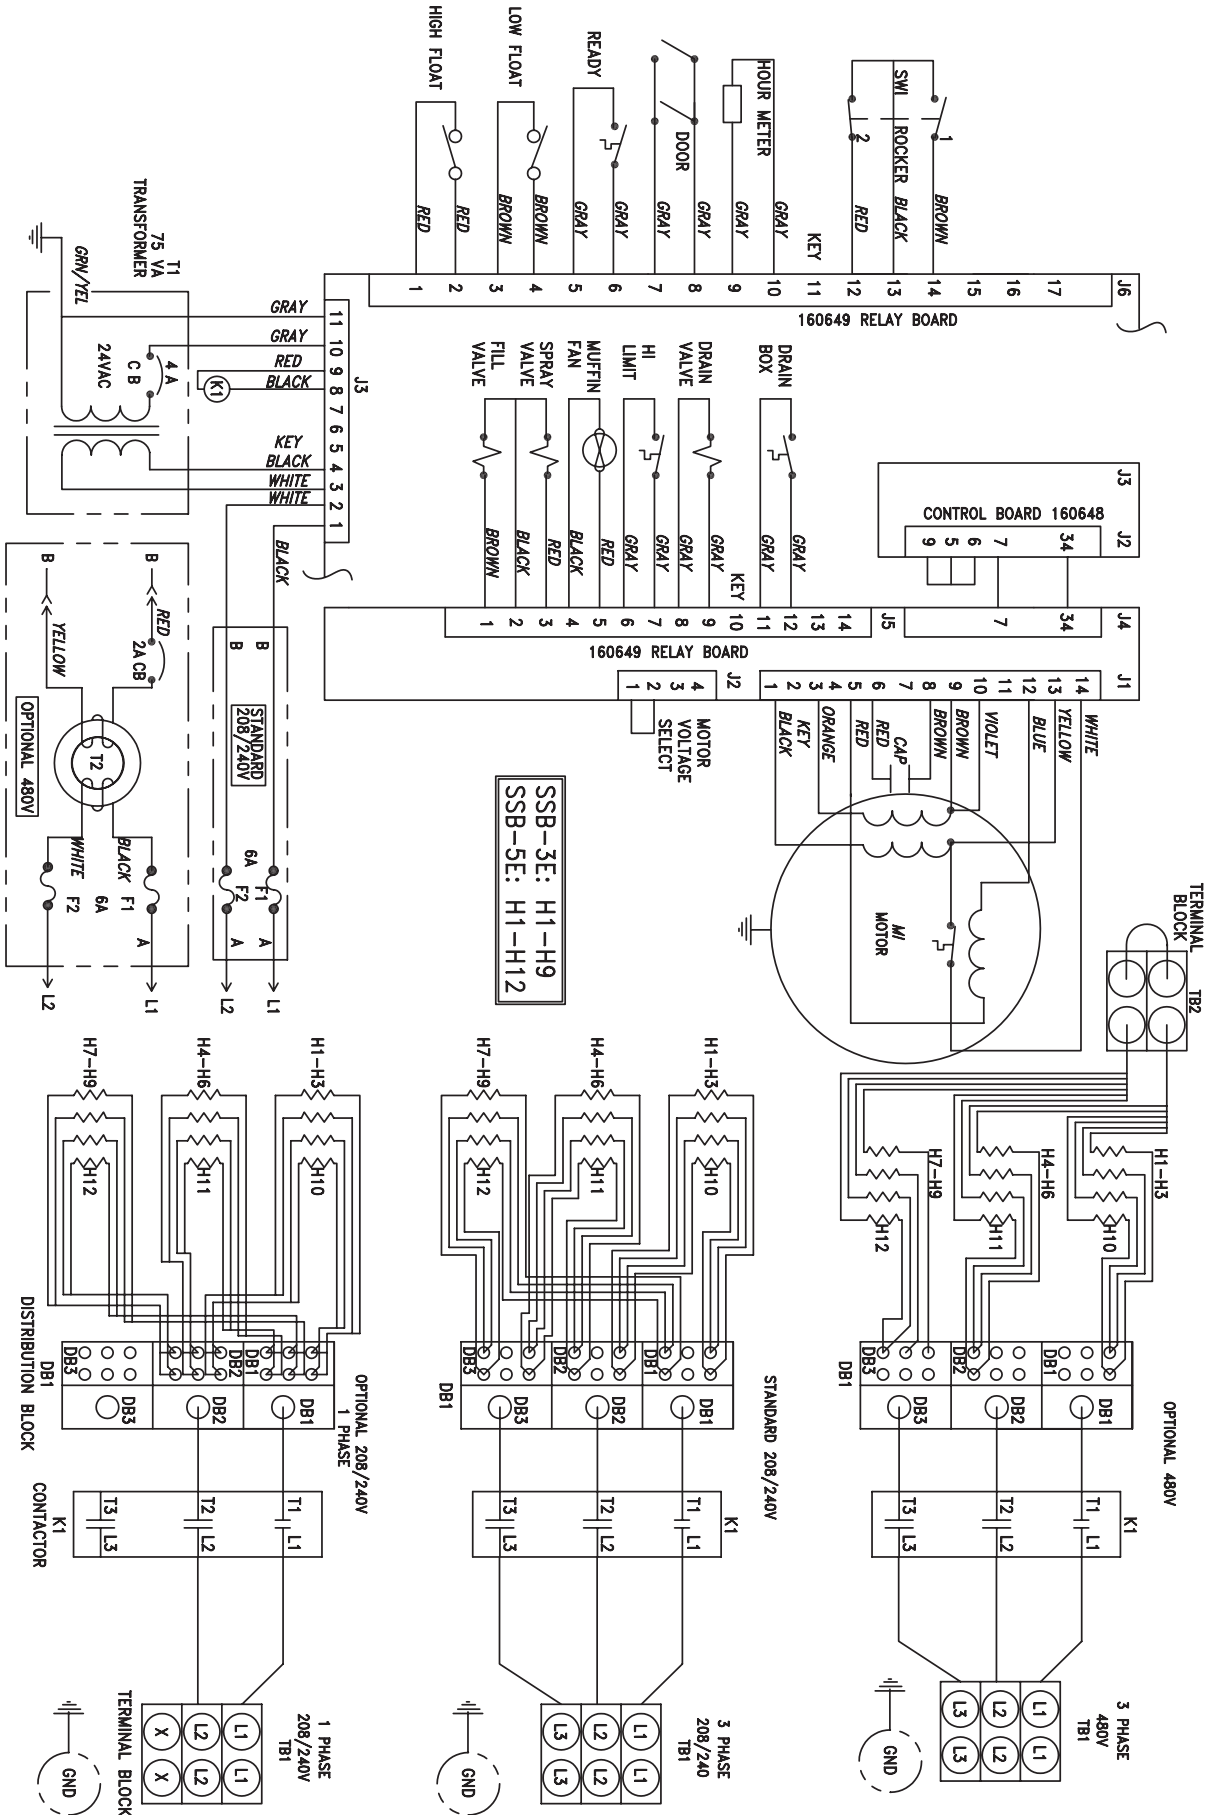 HIGH FLOAT
LOW FLOAT
READY
DOOR
HOUR METER
SW1 ROCKER
2
1
RED
RED
BROWN
BROWN
GRAY
GRAY
GRAY
GRAY
GRAY
GRAY
KEY
RED
BLACK
BROWN
1
2
3
4
5
6
7
8
9
10
11
12
13
14
15
16
17
J6
160649 RELAY BOARD
T1
75 VA
TRANSFORMER
GRN/YEL
4 A
C B
24VAC
GRAY
GRAY
RED
BLACK
K1
KEY
BLACK
WHITE
WHITE
BLACK
11
10
9
8
7
6
5
4
3
2
1
J3
FILL
VALVE
SPRAY
VALVE
MUFFIN
FAN
HI
LIMIT
DRAIN
VALVE
DRAIN
BOX
BROWN
BLACK
RED
BLACK
RED
GRAY
GRAY
GRAY
GRAY
KEY
GRAY
GRAY
J3
CONTROL BOARD 160648
J2
9
5
6
7
34
1
2
3
4
5
6
7
8
9
10
11
12
13
14
J5
7
34
J4
160649 RELAY BOARD
1
2
3
4
J2
MOTOR
VOLTAGE
SELECT
1
2
3
4
5
6
7
8
9
10
11
12
13
14
J1
BLACK
KEY
ORANGE
RED
RED
CAP
BROWN
BROWN
VIOLET
BLUE
YELLOW
WHITE
M1
MOTOR
B
B
RED
2A CB
YELLOW
T2
OPTIONAL 480V
WHITE
BLACK
F1
6A
F2
A
L1
L2
B
B
STANDARD
208/240V
6A
F1
F2
A
A
L1
L2
SSB-3E: H1-H9
SSB-5E: H1-H12
TERMINAL
BLOCK
TB2
H1-H3
H10
H4-H6
H11
H7-H9
H12
DB1
DB2
DB3
DB1
DB1
DB2
DB3
OPTIONAL 480V
K1
T1
L1
T2
L2
T3
L3
3 PHASE
480V
TB1
L1
L1
L2
L2
L3
L3
GND
H1-H3
H10
H4-H6
H11
H7-H9
H12
DB1
DB2
DB3
DB1
DB1
DB2
DB3
STANDARD 208/240V
K1
T1
L1
T2
L2
T3
L3
3 PHASE
208/240
TB1
L1
L1
L2
L2
L3
L3
GND
H1-H3
H10
H4-H6
H11
H7-H9
H12
DB1
DB2
DB3
DB1
DISTRIBUTION BLOCK
DB1
DB2
DB3
OPTIONAL 208/240V
1 PHASE
K1
CONTACTOR
T1
L1
T2
L2
T3
L3
1 PHASE
208/240V
TB1
L1
L1
L2
L2
X
X
TERMINAL BLOCK
GND